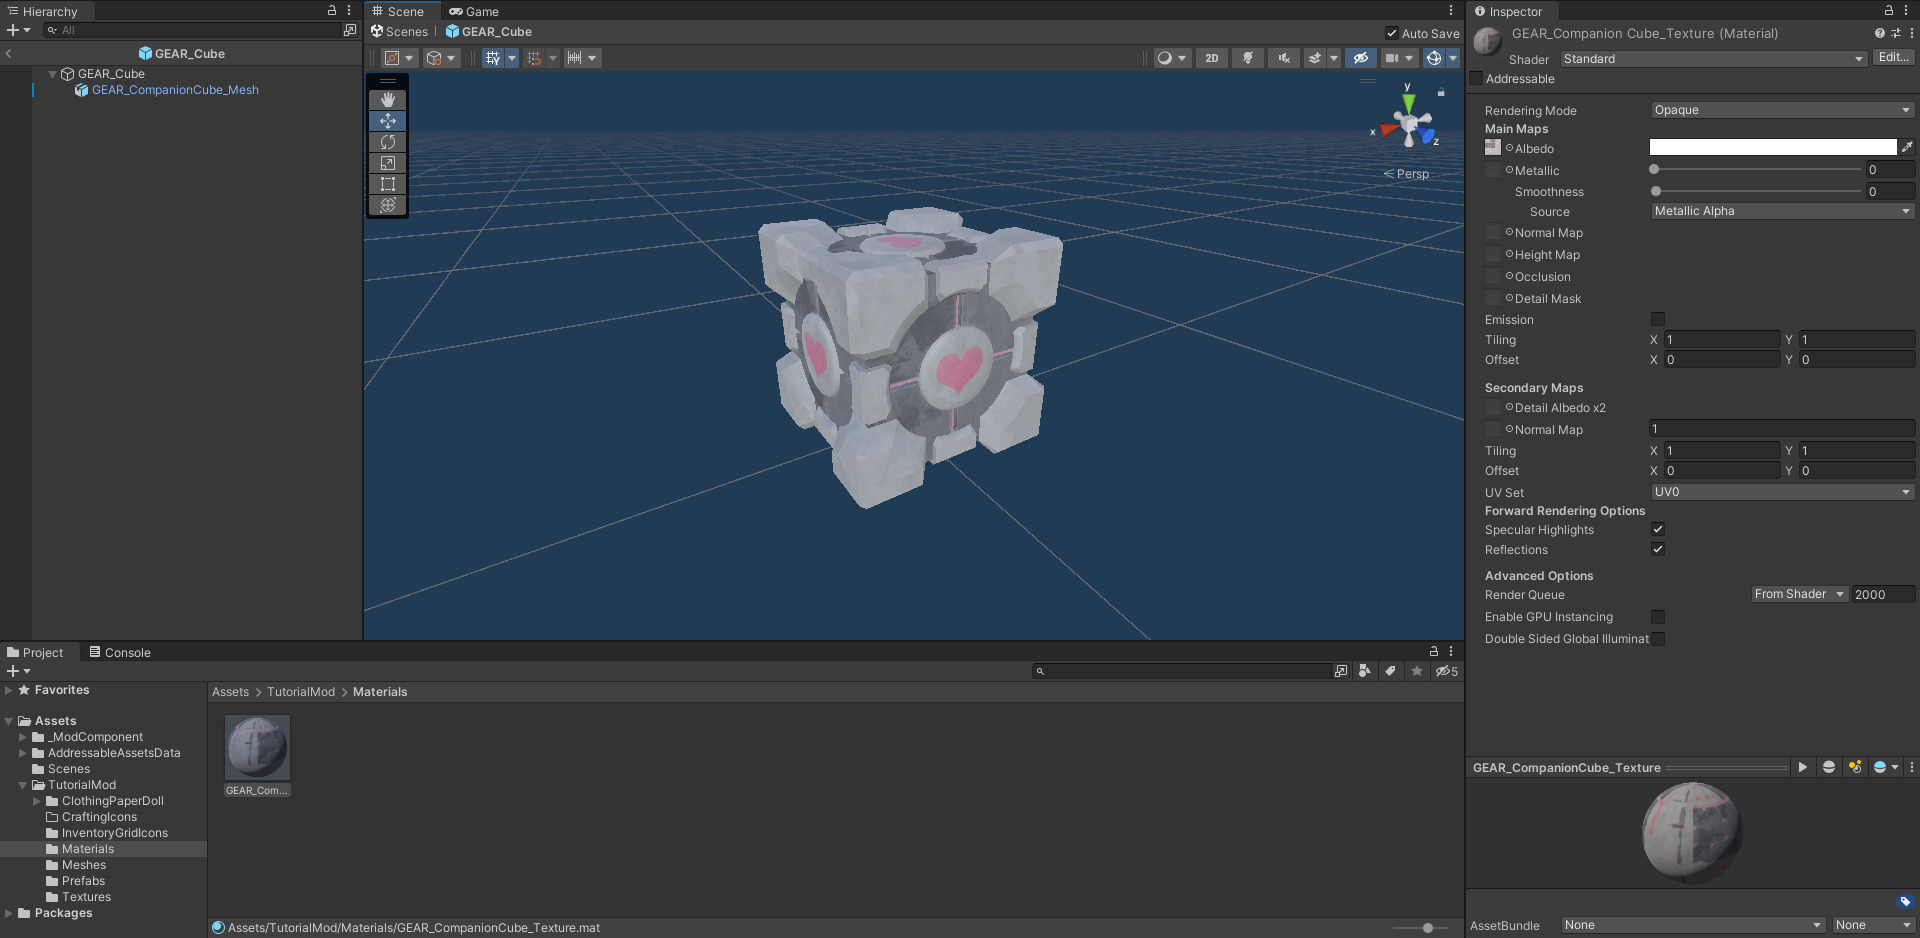 Hierarchy
All
GEAR_Cube
GEAR_Cube
GEAR_CompanionCube_Mesh
Scene
Game
Scenes
GEAR_Cube
Auto Save
2D
y
x
z
Persp
Inspector
GEAR_Companion Cube_Texture (Material)
Shader
Standard
Edit...
Addressable
Rendering Mode
Opaque
Main Maps
Albedo
Metallic
0
Smoothness
0
Source
Metallic Alpha
Normal Map
Height Map
Occlusion
Detail Mask
Emission
Tiling X 1 Y 1
Offset X 0 Y 0
Secondary Maps
Detail Albedo x2
Normal Map 1
Tiling X 1 Y 1
Offset X 0 Y 0
UV Set UV0
Forward Rendering Options
Specular Highlights
Reflections
Advanced Options
Render Queue From Shader 2000
Enable GPU Instancing
Double Sided Global Illuminat
GEAR_CompanionCube_Texture
AssetBundle None None
Project
Console
5
Favorites
Assets
_ModComponent
AddressableAssetsData
Scenes
TutorialMod
ClothingPaperDoll
CraftingIcons
InventoryGridIcons
Materials
Meshes
Prefabs
Textures
Packages
Assets > TutorialMod > Materials
GEAR_Com...
Assets/TutorialMod/Materials/GEAR_CompanionCube_Texture.mat